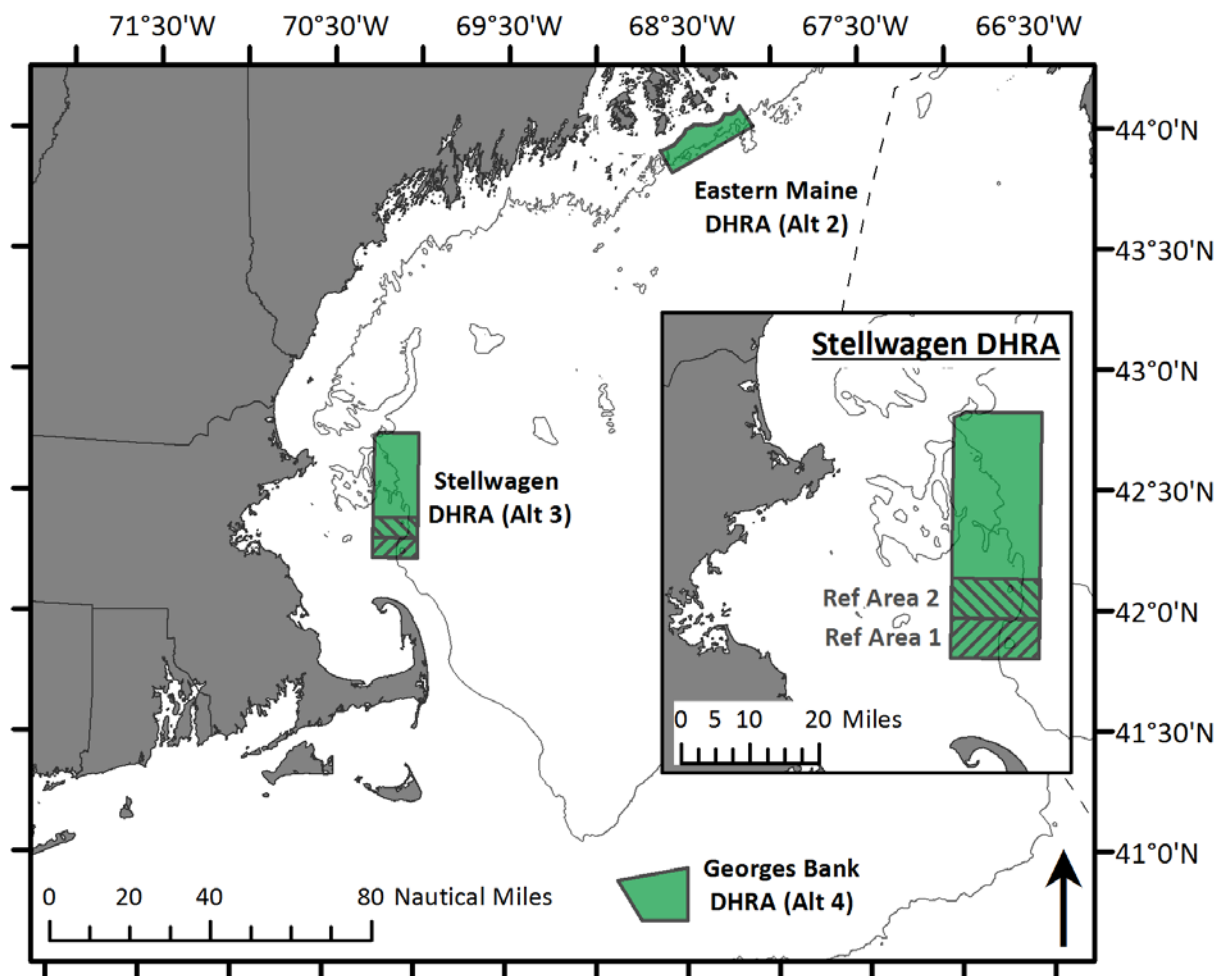 71°30'W 70°30'W 69°30'W 68°30'W 67°30'W 66°30'W
44°0'N
Eastern Maine
DHRA (Alt 2)
43°30'N
Stellwagen DHRA
43°0'N
Stellwagen
DHRA (Alt 3)
42°30'N
Ref Area 2
42°0'N
Ref Area 1
0 5 10 20 Miles
41°30'N
Georges Bank
DHRA (Alt 4)
41°0'N
0 20 40 80 Nautical Miles